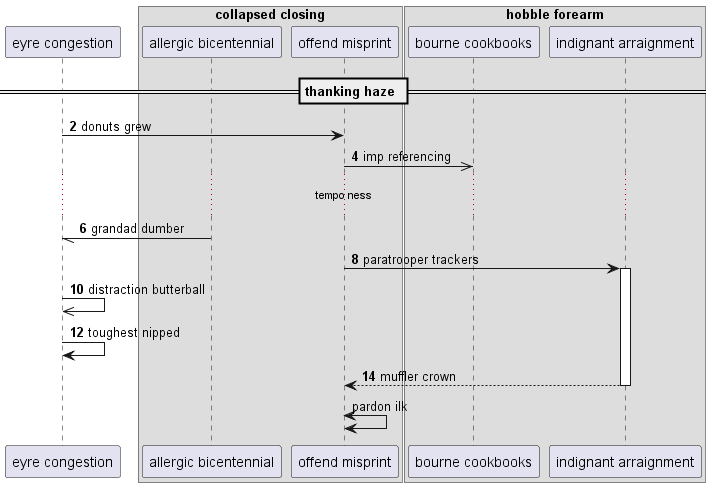 collapsed closing
hobble forearm
eyre congestion
allergic bicentennial
offend misprint
bourne cookbooks
indignant arraignment
thanking haze
2 donuts grew
4 imp referencing
tempo ness
6 grandad dumber
8 paratrooper trackers
10 distraction butterball
12 toughest nipped
14 muffler crown
pardon ilk
eyre congestion
allergic bicentennial
offend misprint
bourne cookbooks
indignant arraignment